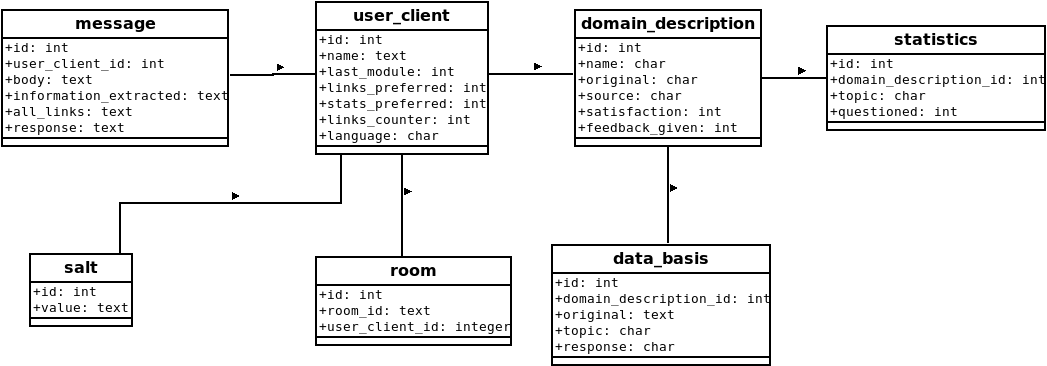 message
+id: int
+user_client_id: int
+body: text
+information_extracted: text
+all_links: text
+response: text
user_client
+id: int
+name: text
+last_module: int
+links_preferred: int
+stats_preferred: int
+links_counter: int
+language: char
domain_description
+id: int
+name: char
+original: char
+source: char
+satisfaction: int
+feedback_given: int
statistics
+id: int
+domain_description_id: int
+topic: char
+questioned: int
salt
+id: int
+value: text
room
+id: int
+room_id: text
+user_client_id: integer
data_basis
+id: int
+domain_description_id: int
+original: text
+topic: char
+response: char